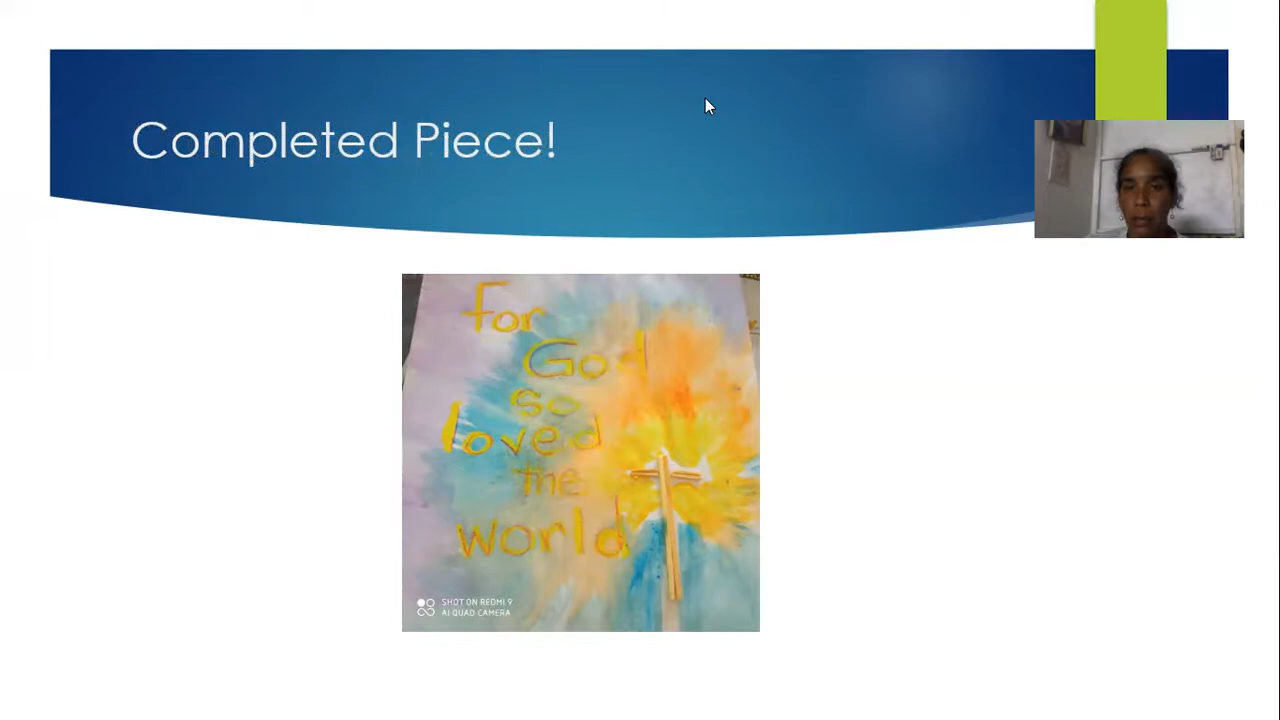 Completed Piece!
For
God
so
loved
the
world
SHOT ON REDMI 9
AI QUAD CAMERA